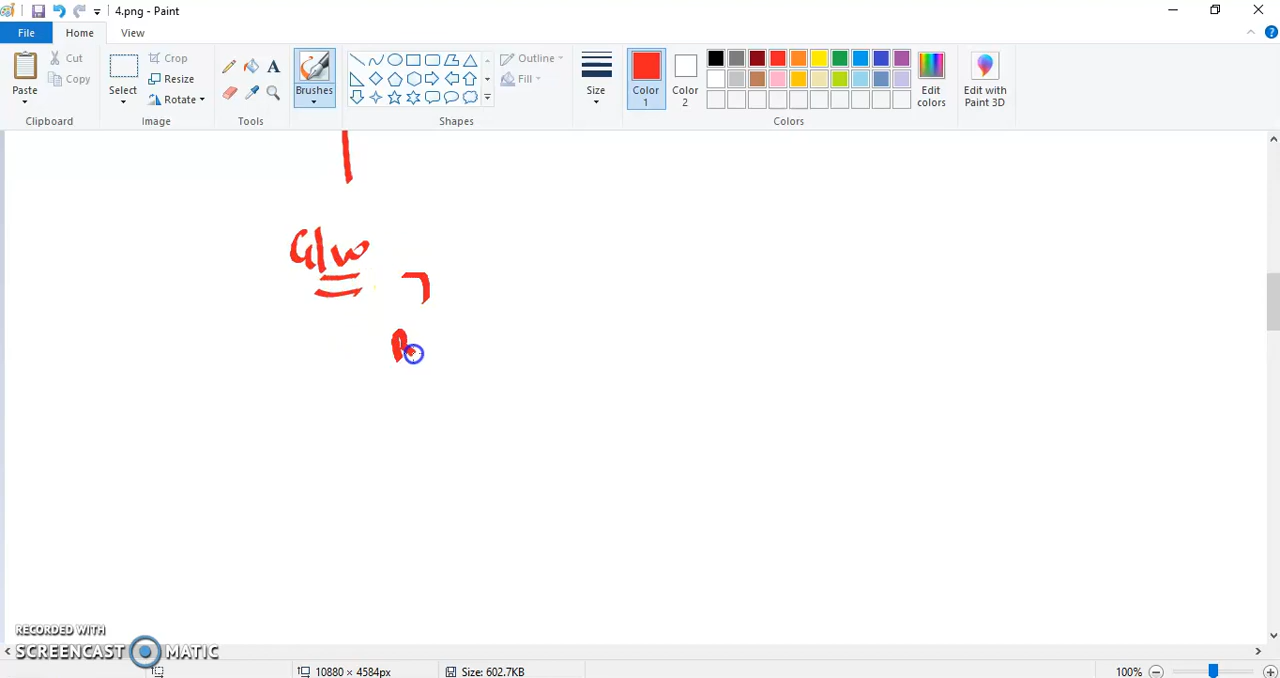 4.png - Paint
File Home View
Paste Cut Copy
Clipboard
Select Crop Resize Rotate
Image
A
Tools
Brushes
Shapes
Outline Fill
Size
Color 1
Color 2
Edit colors
Colors
Edit with Paint 3D
RECORDED WITH
SCREENCAST MATIC
10880 × 4584px
Size: 602.7KB
100%